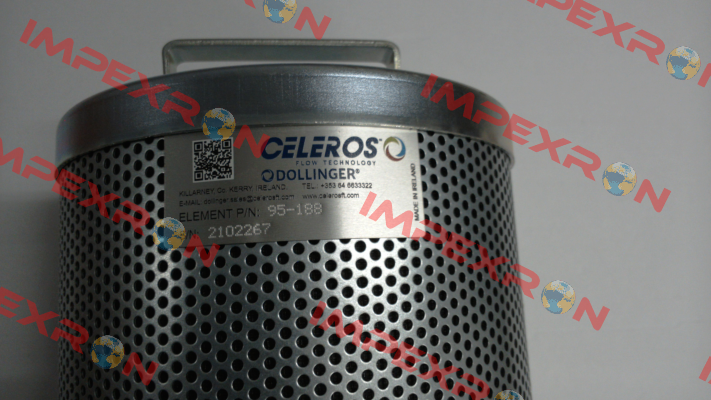 IMPEXRON
CELEROS
FLOW TECHNOLOGY
DOLLINGER®
KILLARNEY, Co. KERRY, IRELAND. TEL: +353 64 6633322
www.celerosft.com
ELEMENT P/N: 95-188
2102267
MADE IN IRELAND
IMPEXRON
IMPEXRON
IMPEXRON
IMPEXRON